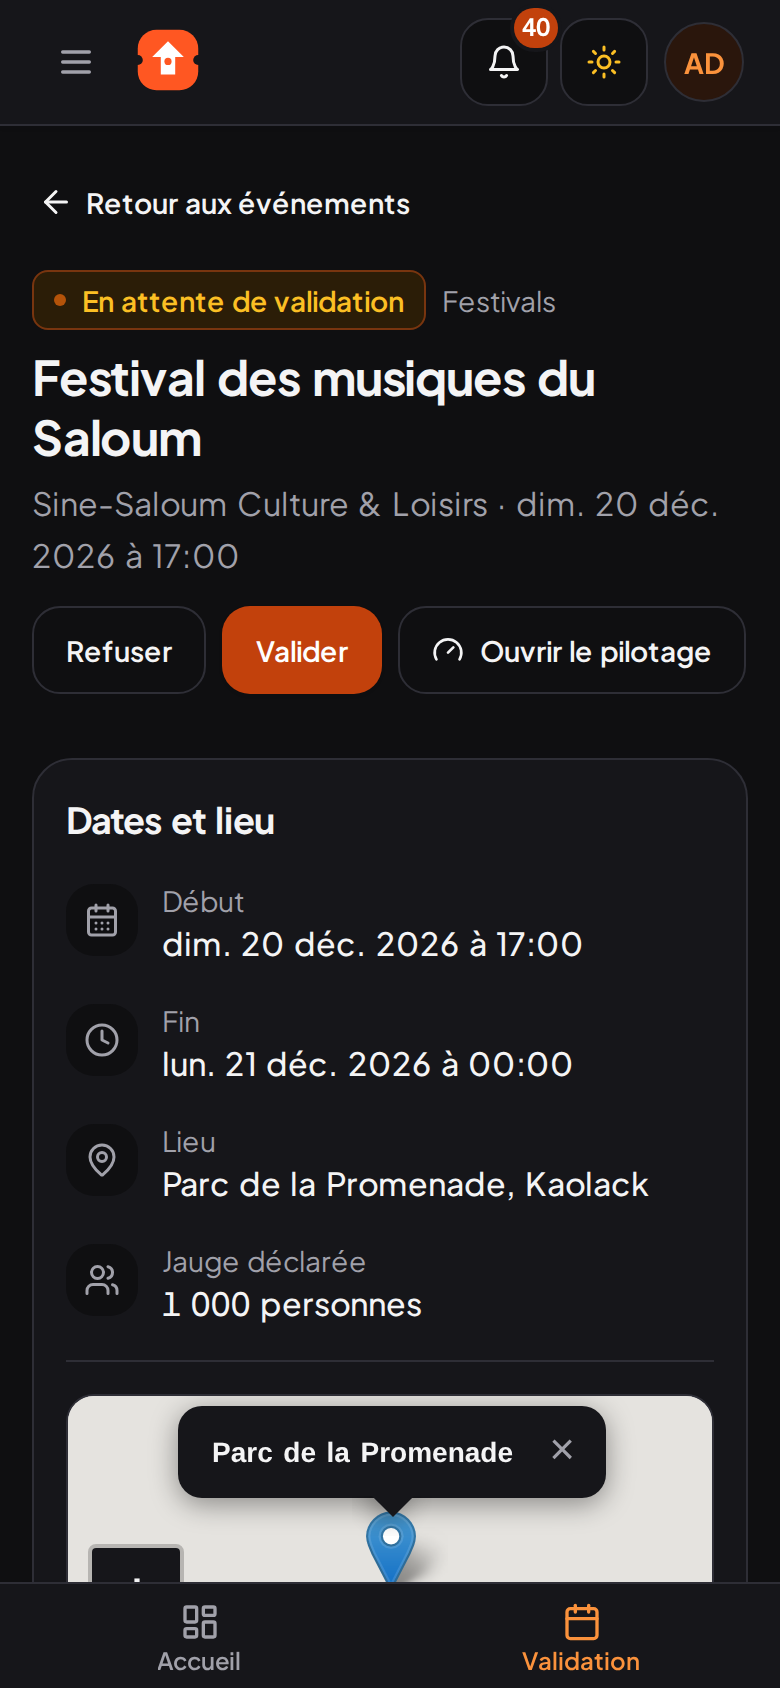 40
AD
Retour aux événements
En attente de validation Festivals
Festival des musiques du
Saloum
Sine-Saloum Culture & Loisirs · dim. 20 déc.
2026 à 17:00
Refuser Valider Ouvrir le pilotage
Dates et lieu
Début
dim. 20 déc. 2026 à 17:00
Fin
lun. 21 déc. 2026 à 00:00
Lieu
Parc de la Promenade, Kaolack
Jauge déclarée
1 000 personnes
Parc de la Promenade ×
Accueil Validation